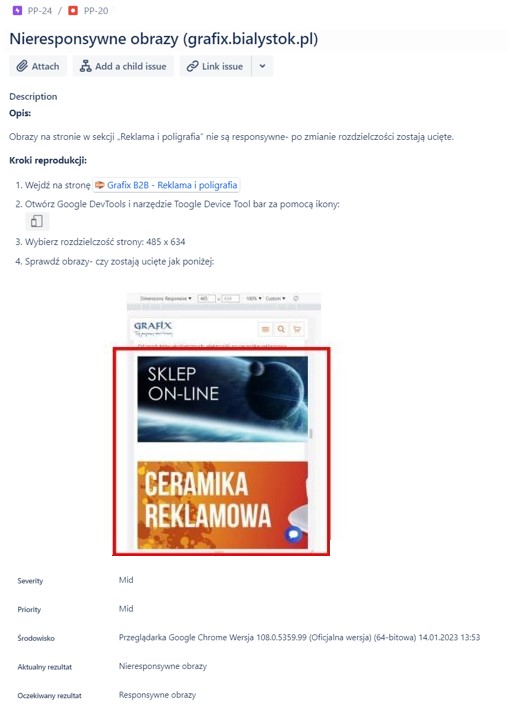 PP-24 / PP-20
Nieresponsywne obrazy (grafix.bialystok.pl)
Attach Add a child issue Link issue
Description
Opis:
Obrazy na stronie w sekcji „Reklama i poligrafia” nie są responsywne- po zmianie rozdzielczości zostają ucięte.
Kroki reprodukcji:
1. Wejdź na stronę Grafix B2B - Reklama i poligrafia
2. Otwórz Google DevTools i narzędzie Toogle Device Tool bar za pomocą ikony:
3. Wybierz rozdzielczość strony: 485 x 634
4. Sprawdź obrazy- czy zostają ucięte jak poniżej:
Dimensions: Responsive 485 x 634 100% Custom
GRAFIX
SKLEP
ON-LINE
CERAMIKA
REKLAMOWA
Severity Mid
Priority Mid
Środowisko Przeglądarka Google Chrome Wersja 108.0.5359.99 (Oficjalna wersja) (64-bitowa) 14.01.2023 13:53
Aktualny rezultat Nieresponsywne obrazy
Oczekiwany rezultat Responsywne obrazy